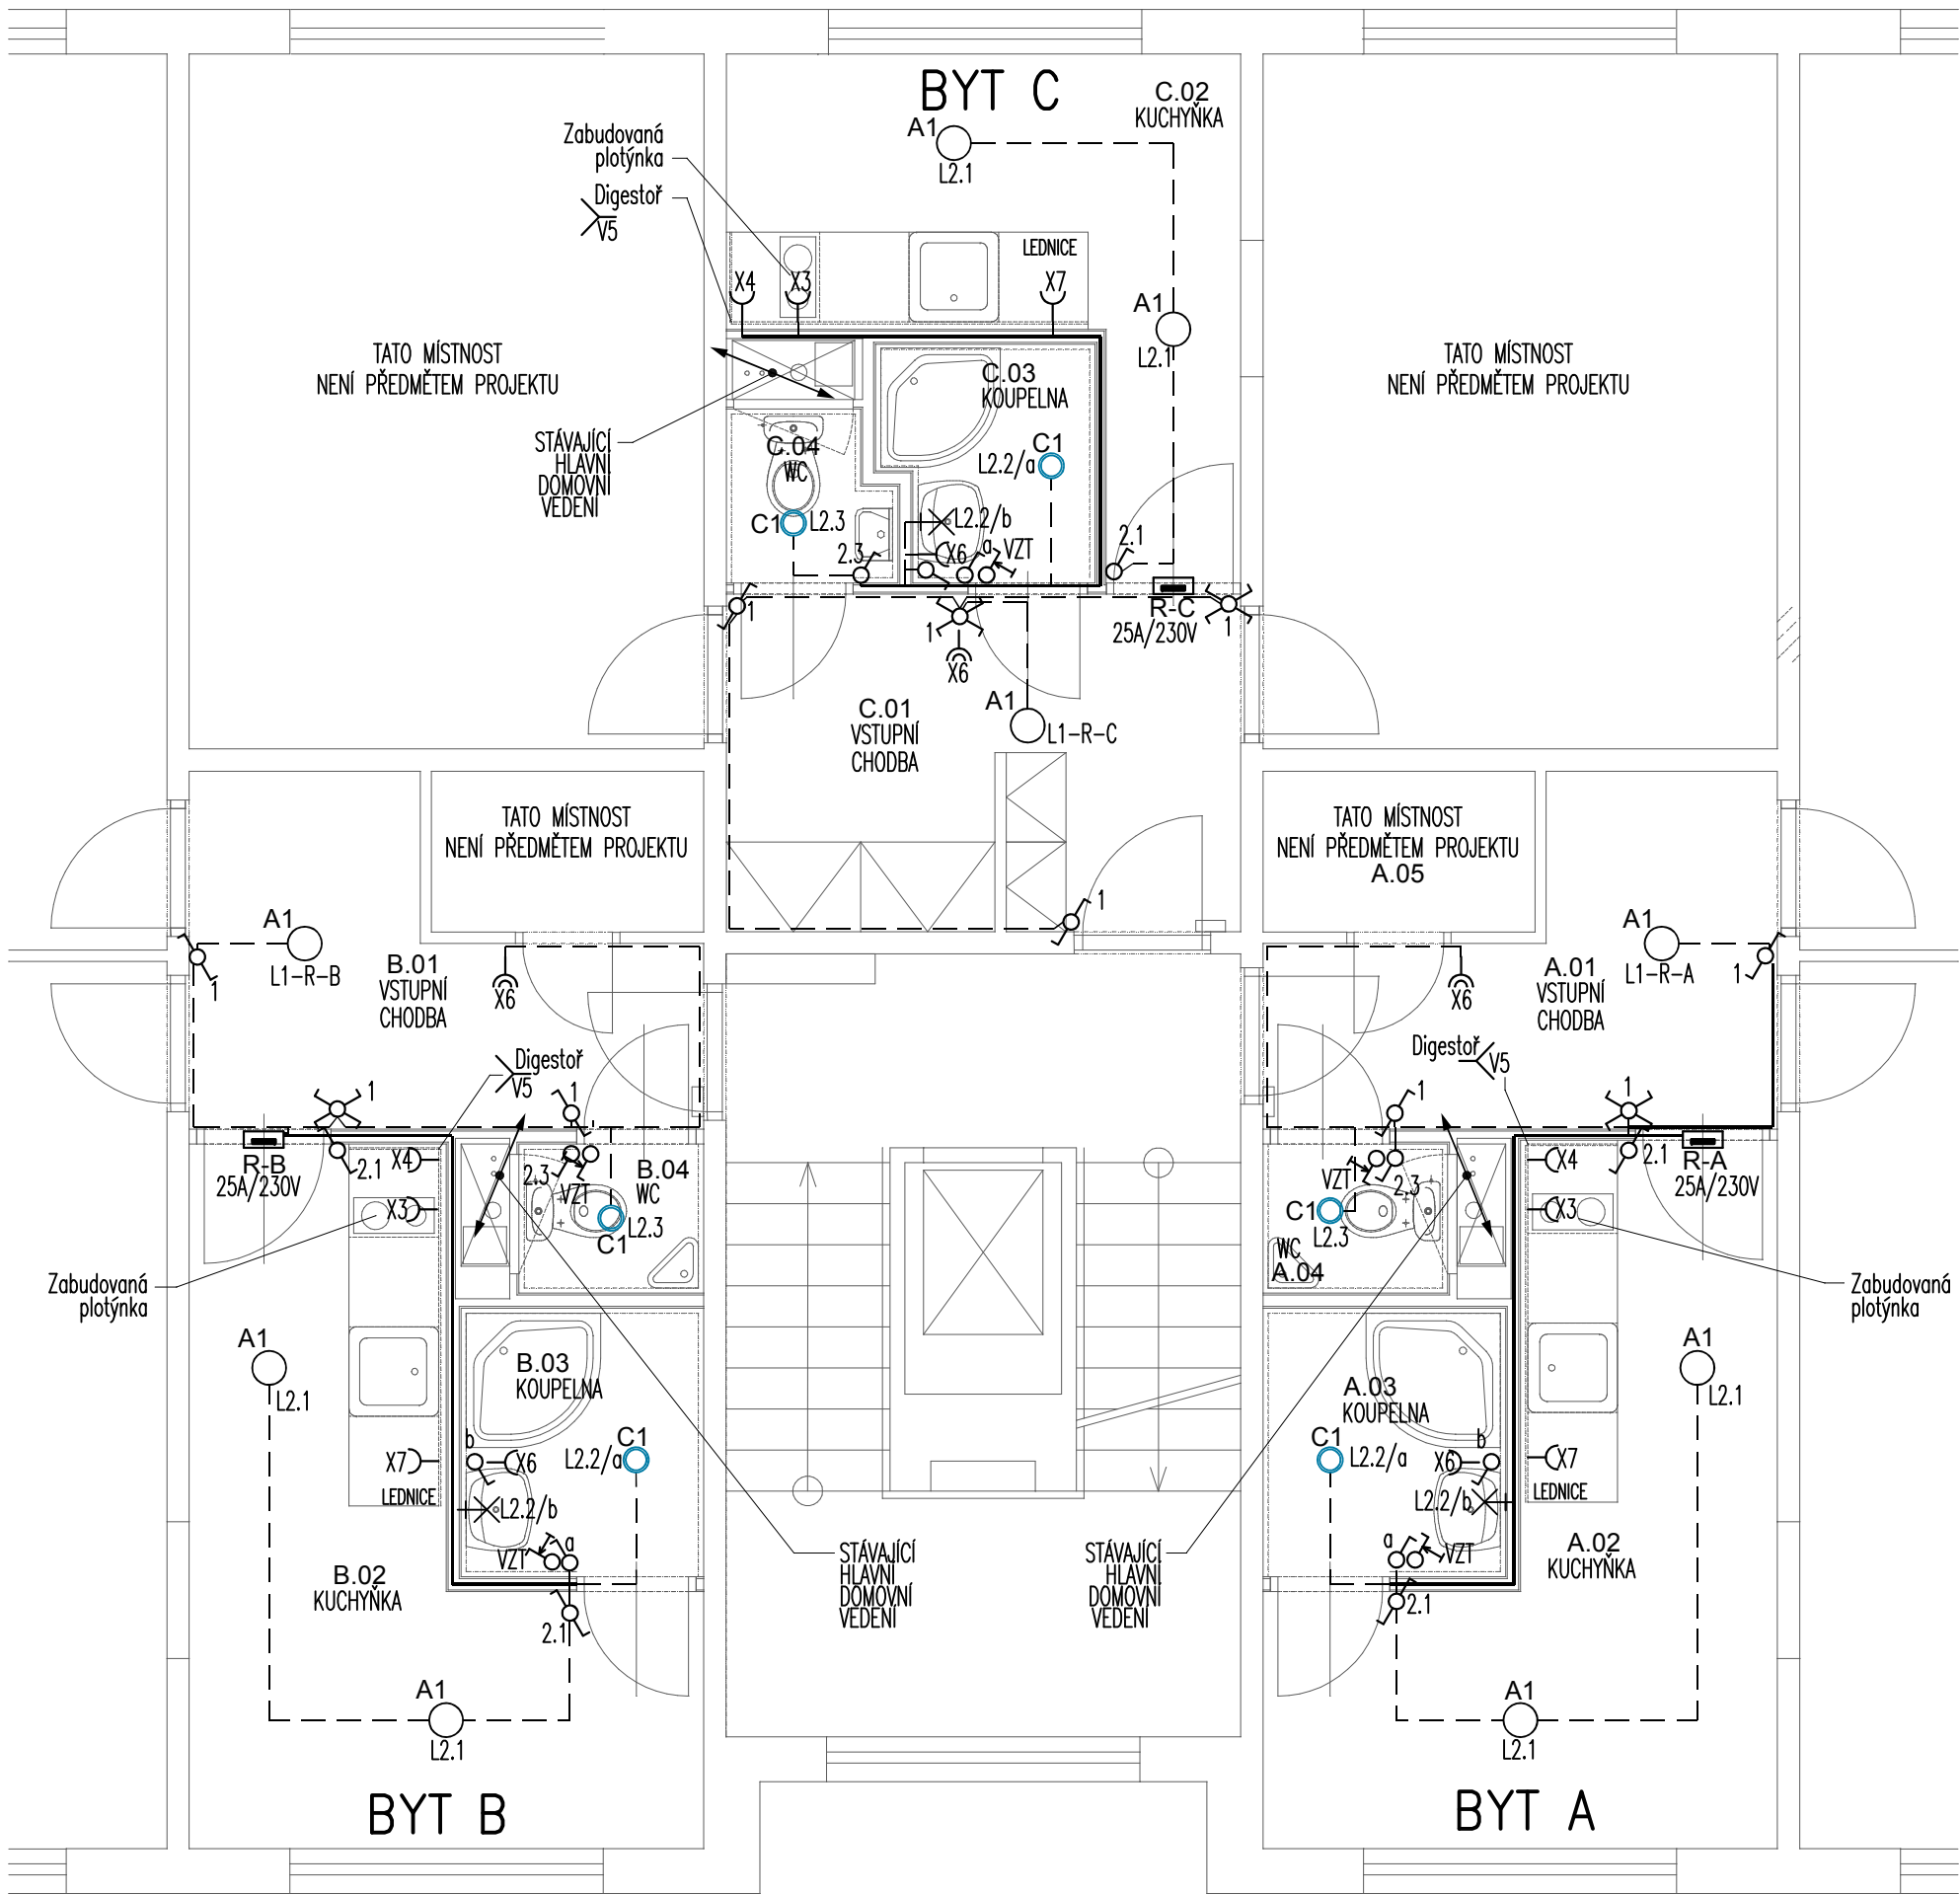 BYT C
C.02
KUCHYŇKA
A1
L2.1
Zabudovaná
plotýnka
Digestoř
V5
LEDNICE
X4
X3
X7
A1
L2.1
TATO MÍSTNOST
NENÍ PŘEDMĚTEM PROJEKTU
TATO MÍSTNOST
NENÍ PŘEDMĚTEM PROJEKTU
C.03
KOUPELNA
STÁVAJÍCÍ
HLAVNÍ
DOMOVNÍ
VEDENÍ
C.04
WC
C1
L2.2/a
C1
L2.3
L2.2/b
2.3
X6
a
VZT
2.1
R-C
25A/230V
1
1
1
X6
A1
L1-R-C
C.01
VSTUPNÍ
CHODBA
TATO MÍSTNOST
NENÍ PŘEDMĚTEM PROJEKTU
TATO MÍSTNOST
NENÍ PŘEDMĚTEM PROJEKTU
A.05
1
A1
L1-R-B
1
B.01
VSTUPNÍ
CHODBA
X6
Digestoř
V5
1
1
R-B
25A/230V
2.1
X4
X3
2.3
VZT
B.04
WC
L2.3
C1
Zabudovaná
plotýnka
A1
L2.1
B.03
KOUPELNA
b
X6
X7
LEDNICE
C1
L2.2/a
L2.2/b
VZT
a
B.02
KUCHYŇKA
2.1
A1
L2.1
BYT B
STÁVAJÍCÍ
HLAVNÍ
DOMOVNÍ
VEDENÍ
STÁVAJÍCÍ
HLAVNÍ
DOMOVNÍ
VEDENÍ
A1
L1-R-A
1
A.01
VSTUPNÍ
CHODBA
X6
Digestoř
V5
1
1
2.1
R-A
25A/230V
X4
X3
VZT
2.3
C1
L2.3
WC
A.04
Zabudovaná
plotýnka
A1
L2.1
A.03
KOUPELNA
C1
L2.2/a
b
X6
X7
LEDNICE
L2.2/b
a
VZT
A.02
KUCHYŇKA
2.1
A1
L2.1
BYT A